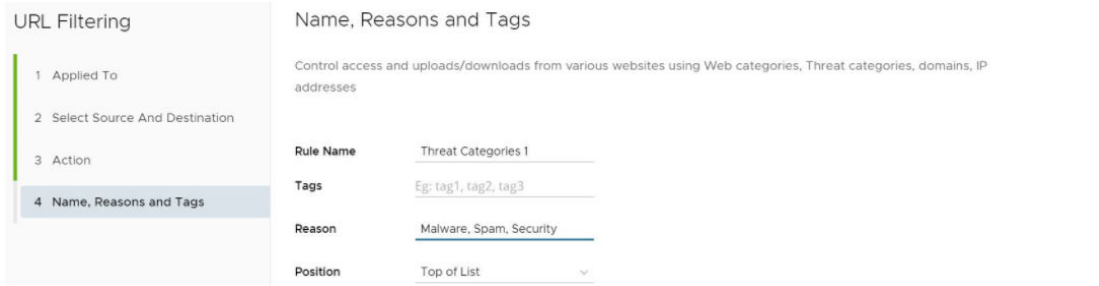 URL Filtering
1 Applied To
2 Select Source And Destination
3 Action
4 Name, Reasons and Tags
Name, Reasons and Tags
Control access and uploads/downloads from various websites using Web categories, Threat categories, domains, IP
addresses
Rule Name Threat Categories 1
Tags Eg: tag1, tag2, tag3
Reason Malware, Spam, Security
Position Top of List